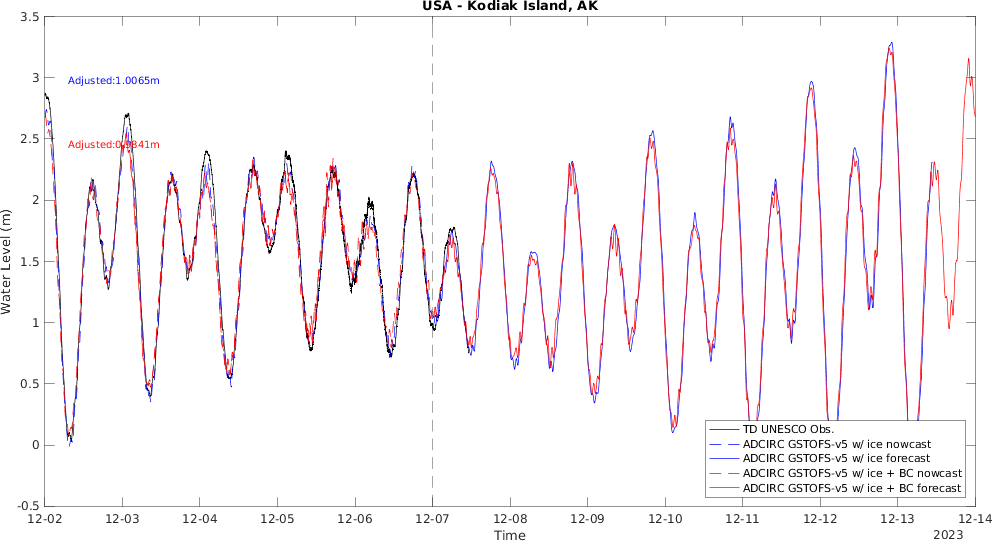 USA - Kodiak Island, AK
3.5
3
2.5
2
1.5
1
0.5
0
-0.5
Water Level (m)
Adjusted:1.0065m
Adjusted:0.9841m
TD UNESCO Obs.
ADCIRC GSTOFS-v5 w/ ice nowcast
ADCIRC GSTOFS-v5 w/ ice forecast
ADCIRC GSTOFS-v5 w/ ice + BC nowcast
ADCIRC GSTOFS-v5 w/ ice + BC forecast
12-02 12-03 12-04 12-05 12-06 12-07 12-08 12-09 12-10 12-11 12-12 12-13 12-14
Time
2023